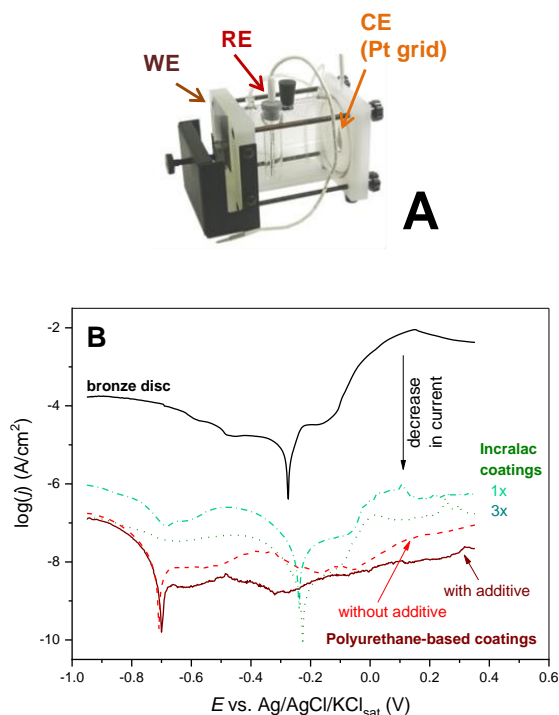 CE
(Pt grid)
RE
WE
A
B
bronze disc
decrease
in current
Incralac
coatings
1x
3x
with additive
without additive
Polyurethane-based coatings
log(j) (A/cm²)
-2
-4
-6
-8
-10
-1.0 -0.8 -0.6 -0.4 -0.2 0.0 0.2 0.4 0.6
E vs. Ag/AgCl/KClsat (V)